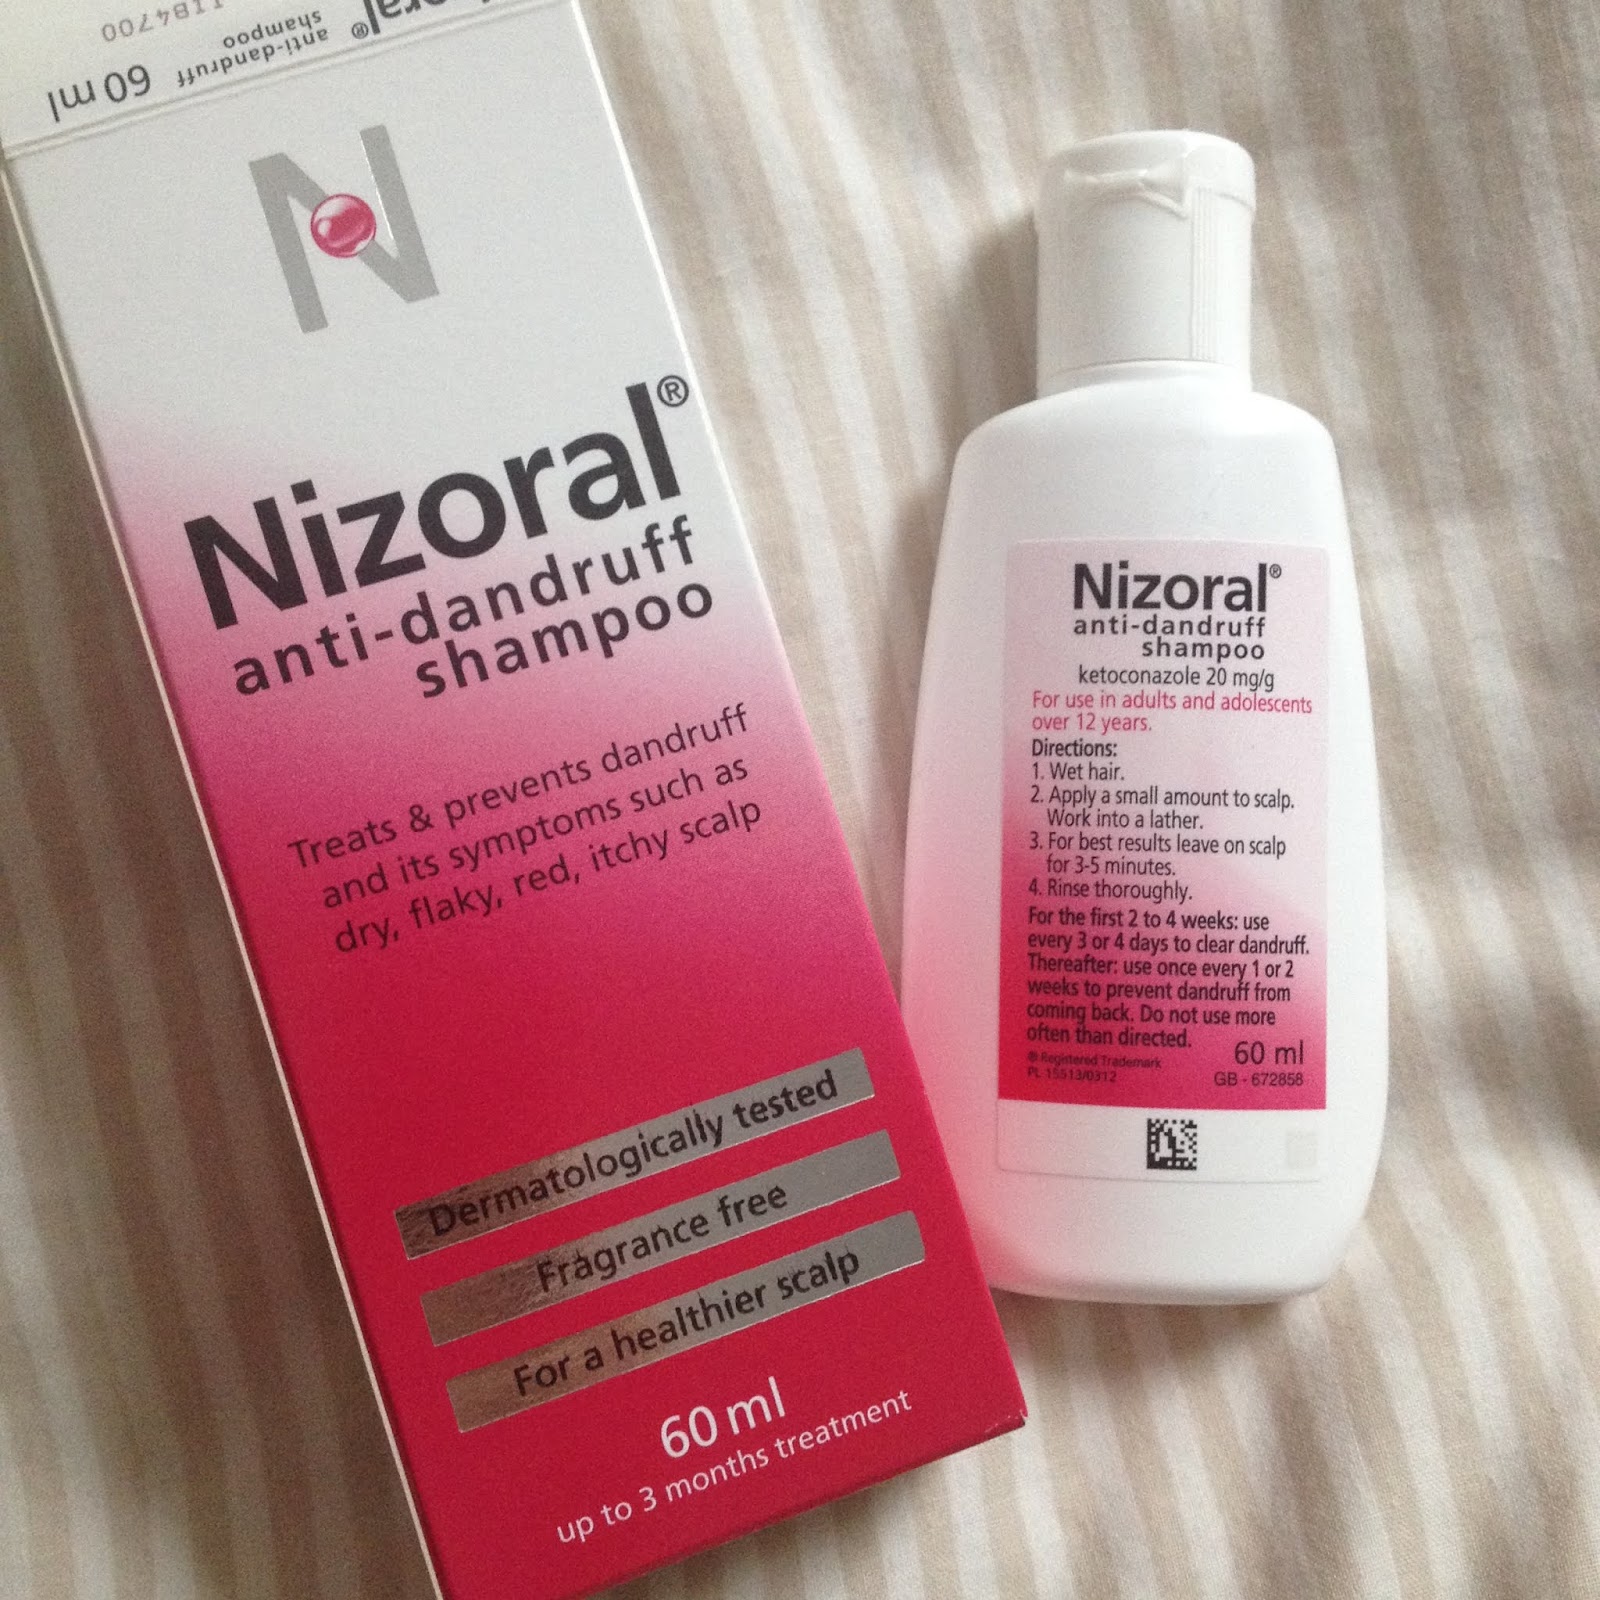 60 ml
anti-dandruff
shampoo
Nizoral®
anti-dandruff
shampoo
Treats & prevents dandruff
and its symptoms such as
dry, flaky, red, itchy scalp
Dermatologically tested
Fragrance free
For a healthier scalp
60 ml
up to 3 months treatment
Nizoral®
anti-dandruff
shampoo
ketoconazole 20 mg/g
For use in adults and adolescents
over 12 years.
Directions:
1. Wet hair.
2. Apply a small amount to scalp.
Work into a lather.
3. For best results leave on scalp
for 3-5 minutes.
4. Rinse thoroughly.
For the first 2 to 4 weeks: use
every 3 or 4 days to clear dandruff.
Thereafter: use once every 1 or 2
weeks to prevent dandruff from
coming back. Do not use more
often than directed.
® Registered Trademark
PL 15513/0312
60 ml
GB - 672858